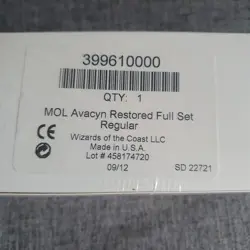 399610000
QTY: 1
MOL Avacyn Restored Full Set
Regular
CE
Wizards of the Coast LLC
Made in U.S.A.
Lot # 458174720
09/12
SD 22721